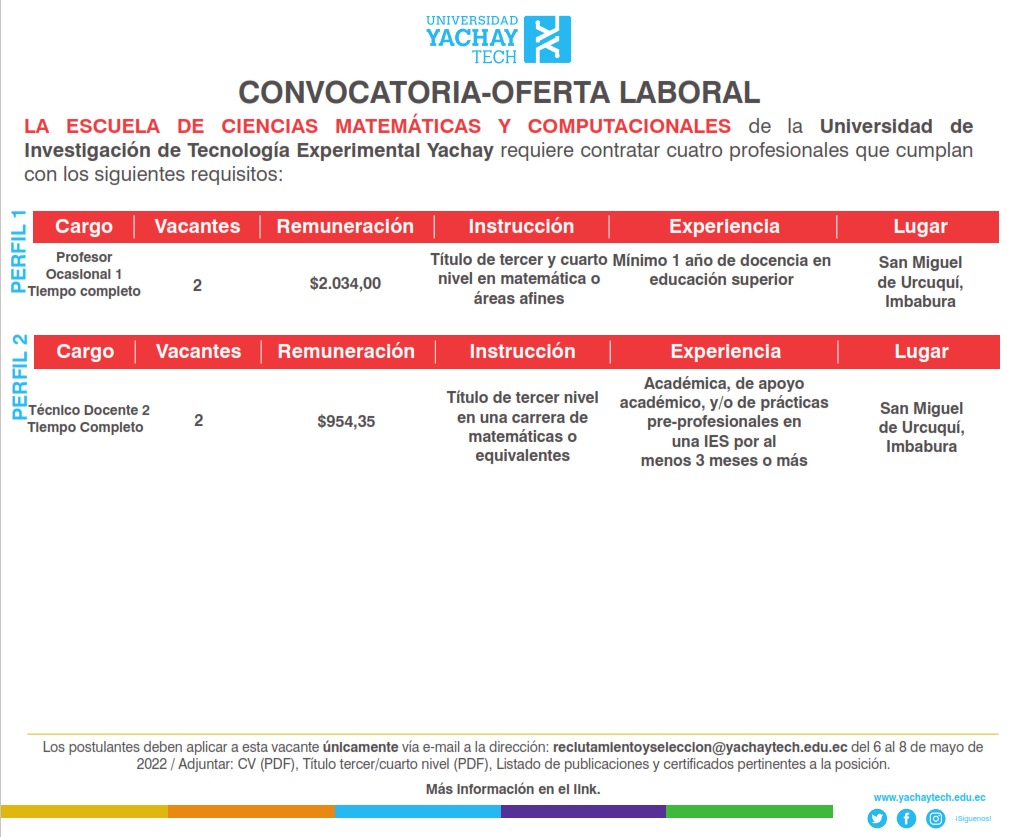 UNIVERSIDAD
YACHAY
TECH
CONVOCATORIA-OFERTA LABORAL
LA ESCUELA DE CIENCIAS MATEMÁTICAS Y COMPUTACIONALES de la Universidad de
Investigación de Tecnología Experimental Yachay requiere contratar cuatro profesionales que cumplan
con los siguientes requisitos:
PERFIL 1
Cargo Vacantes Remuneración Instrucción Experiencia Lugar
Profesor
Ocasional 1
Tiempo completo
2
$2.034,00
Título de tercer y cuarto
nivel en matemática o
áreas afines
Mínimo 1 año de docencia en
educación superior
San Miguel
de Urcuquí,
Imbabura
PERFIL 2
Cargo Vacantes Remuneración Instrucción Experiencia Lugar
Técnico Docente 2
Tiempo Completo
2
$954,35
Título de tercer nivel
en una carrera de
matemáticas o
equivalentes
Académica, de apoyo
académico, y/o de prácticas
pre-profesionales en
una IES por al
menos 3 meses o más
San Miguel
de Urcuquí,
Imbabura
Los postulantes deben aplicar a esta vacante únicamente vía e-mail a la dirección: reclutamientoyseleccion@yachaytech.edu.ec del 6 al 8 de mayo de
2022 / Adjuntar: CV (PDF), Título tercer/cuarto nivel (PDF), Listado de publicaciones y certificados pertinentes a la posición.
Más información en el link.
www.yachaytech.edu.ec
¡Síguenos!